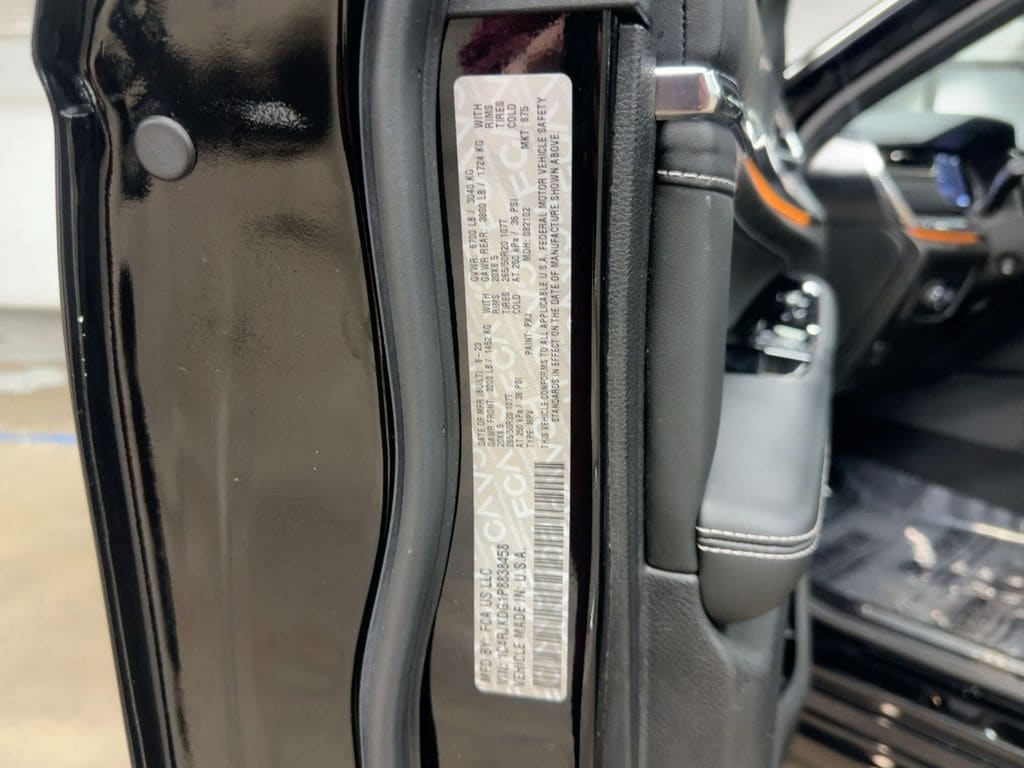 MFD BY: FCA US LLC
DATE OF MFR (BUILT): 8-23
GVWR: 6700 LB / 3040 KG
GAWR FRONT: 3200 LB / 1452 KG WITH
GAWR REAR: 3800 LB / 1724 KG WITH
20X8.5 RIMS
20X8.5 RIMS
265/50R20 107T TIRES
265/50R20 107T TIRES
AT 250 kPa / 36 PSI COLD
AT 250 kPa / 36 PSI COLD
VIN: 1C4RJKDG1P8838458
TYPE: MPV
PAINT: PXJ
MDH: 082102
MKT: 875
VEHICLE MADE IN: U.S.A.
THIS VEHICLE CONFORMS TO ALL APPLICABLE U.S.A. FEDERAL MOTOR VEHICLE SAFETY
STANDARDS IN EFFECT ON THE DATE OF MANUFACTURE SHOWN ABOVE.